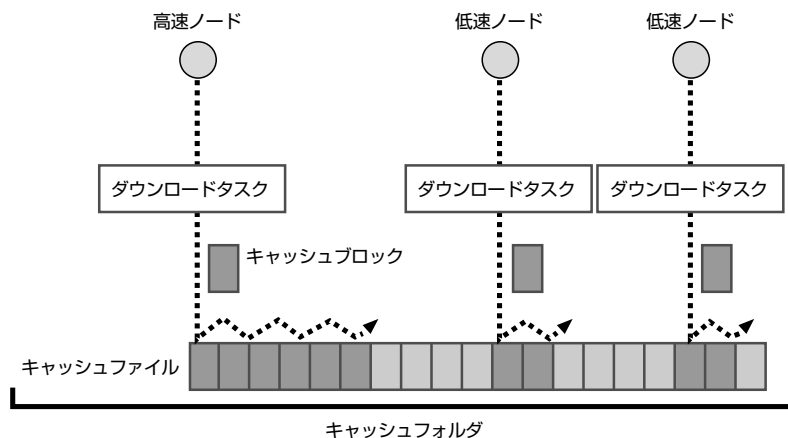 高速ノード
低速ノード
低速ノード
ダウンロードタスク
ダウンロードタスク
ダウンロードタスク
キャッシュブロック
キャッシュファイル
キャッシュフォルダ